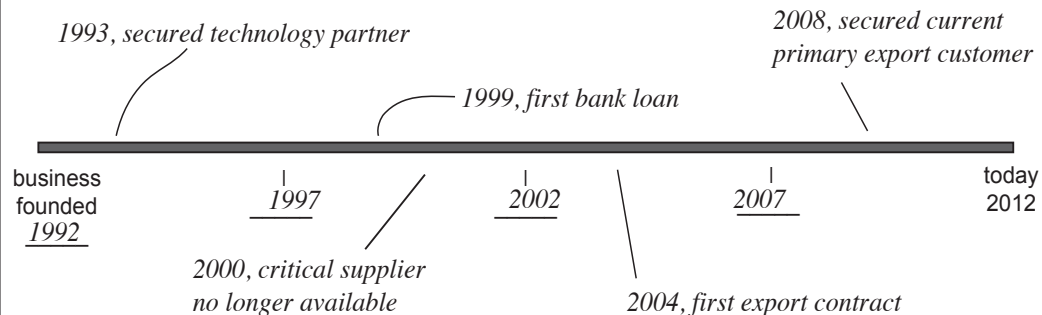 1993, secured technology partner
2008, secured current
primary export customer
1999, first bank loan
business
founded
1992
1997
2002
2007
today
2012
2000, critical supplier
no longer available
2004, first export contract